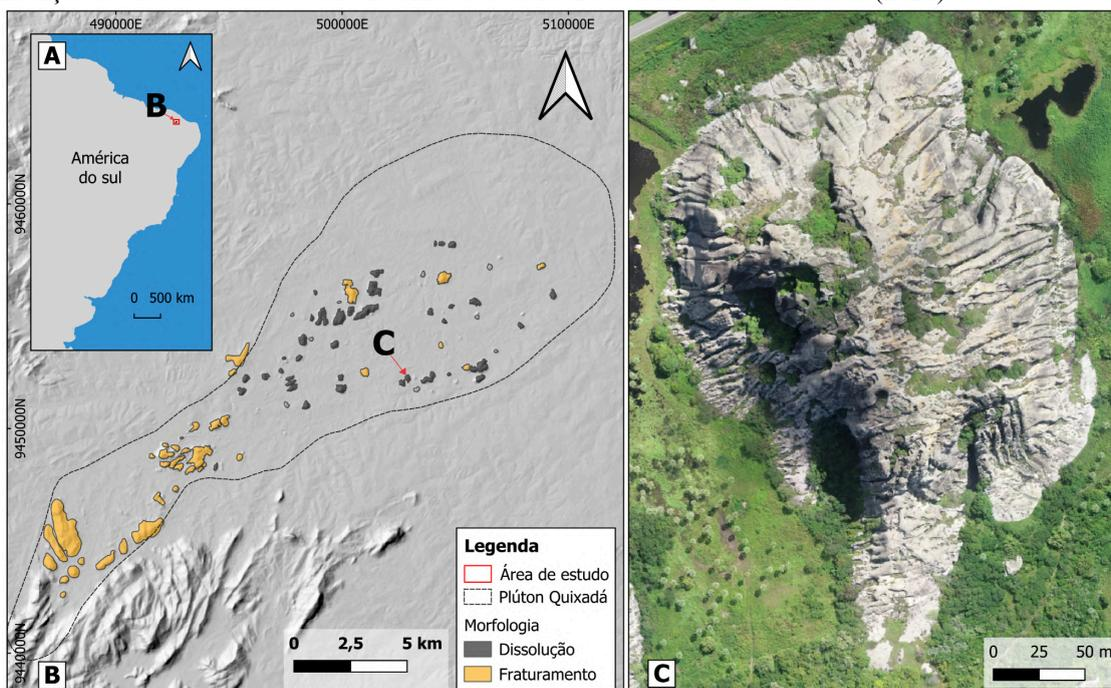 490000E
500000E
510000E
A
B
América
do sul
0 500 km
9460000N
9450000N
9440000N
C
Legenda
Área de estudo
Plúton Quixadá
Morfologia
Dissolução
Fraturamento
0 2,5 5 km
B
C
0 25 50 m